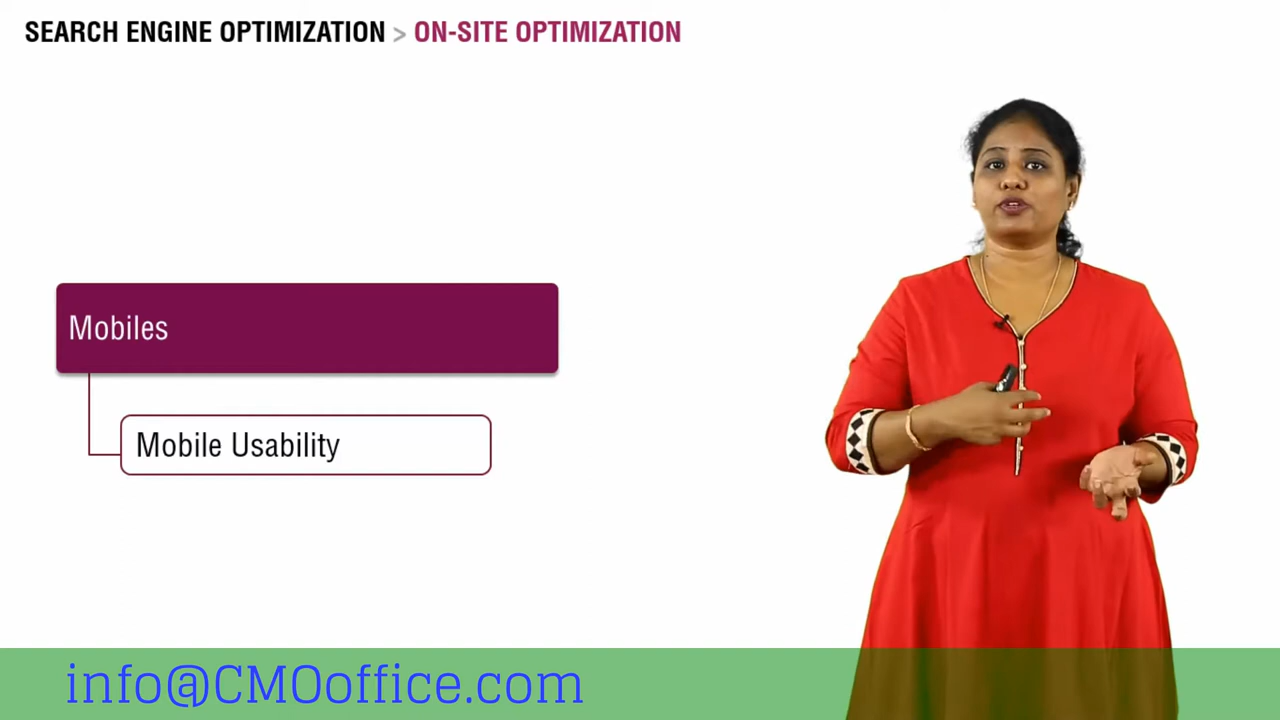 SEARCH ENGINE OPTIMIZATION > ON-SITE OPTIMIZATION
Mobiles
Mobile Usability
info@CMOoffice.com